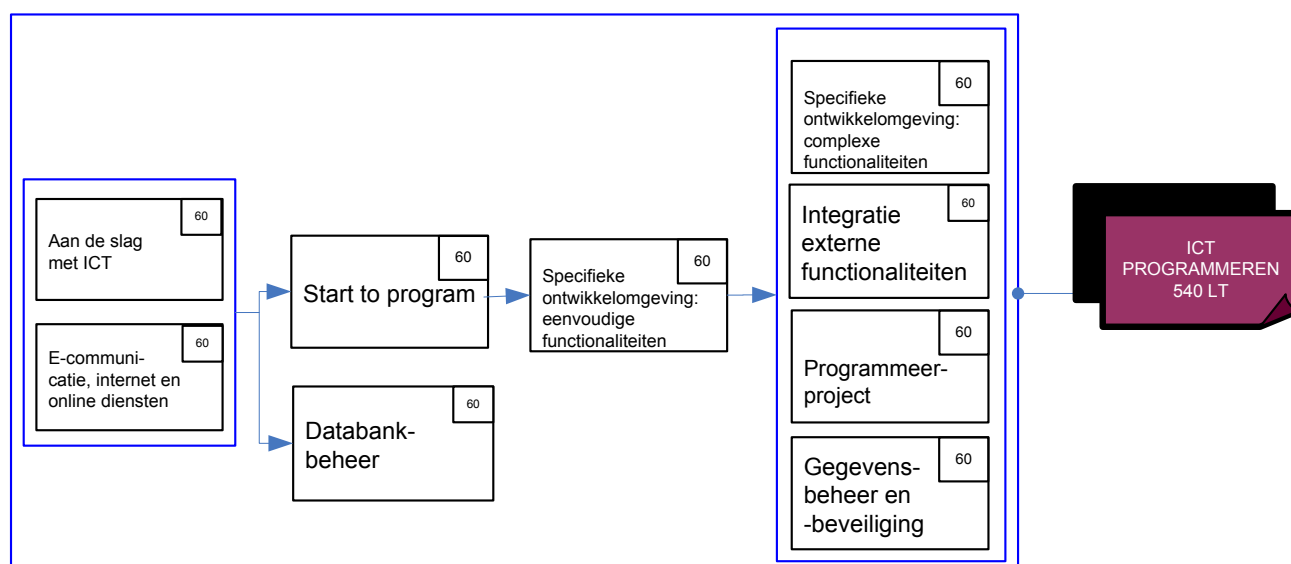 60
Aan de slag
met ICT
60
E-communi-
catie, internet en
online diensten
60
Start to program
60
Databank-
beheer
60
Specifieke
ontwikkelomgeving:
eenvoudige
functionaliteiten
60
Specifieke
ontwikkelomgeving:
complexe
functionaliteiten
60
Integratie
externe
functionaliteiten
60
Programmeer-
project
60
Gegevens-
beheer en
-beveiliging
ICT
PROGRAMMEREN
540 LT